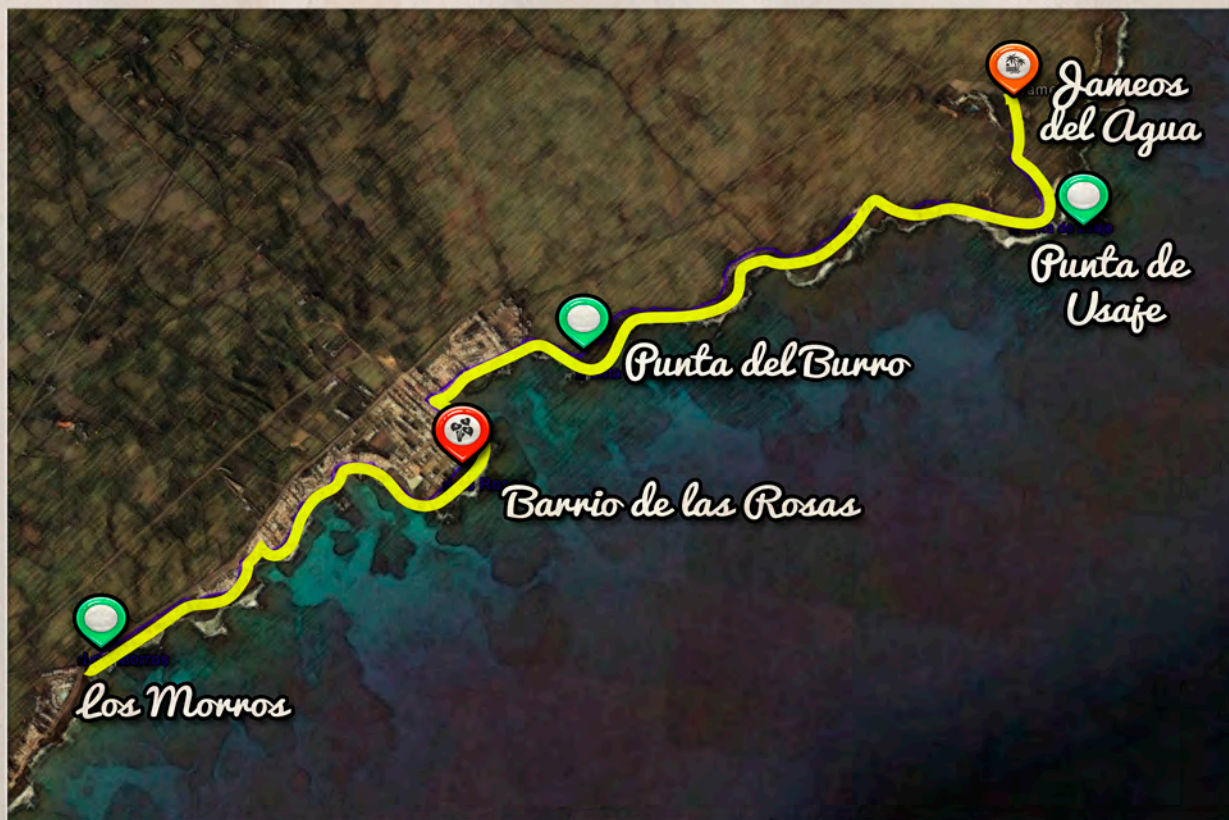 Jameos
del Agua
Punta de
Usaje
Punta del Burro
Barrio de las Rosas
Los Morros